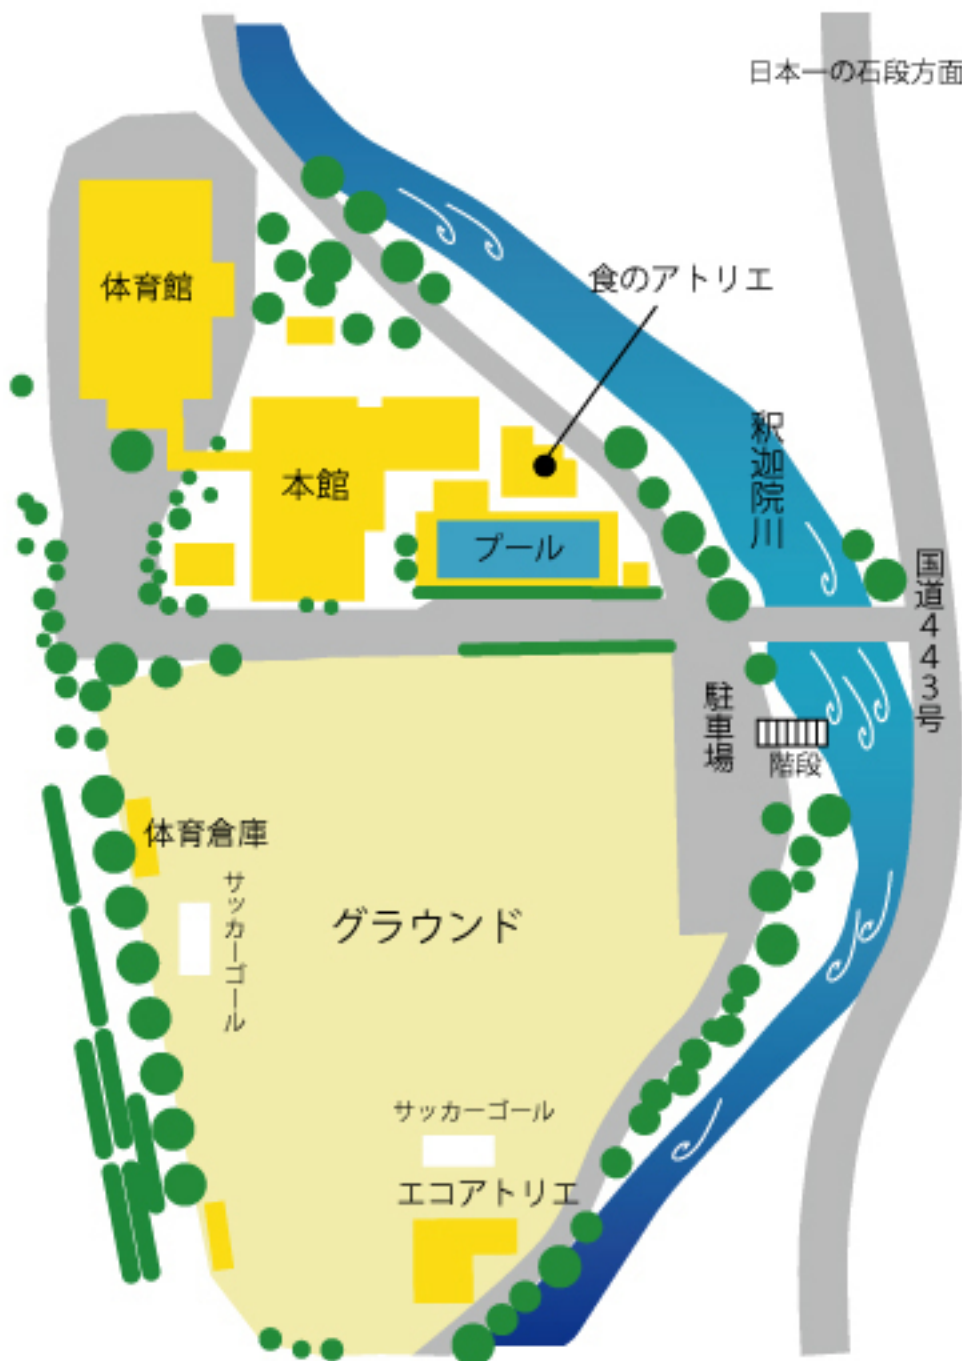 日本一の石段方面
食のアトリエ
体育館
釈迦院川
本館
プール
国道443号
駐車場
階段
体育倉庫
サッカーゴール
グラウンド
サッカーゴール
エコアトリエ